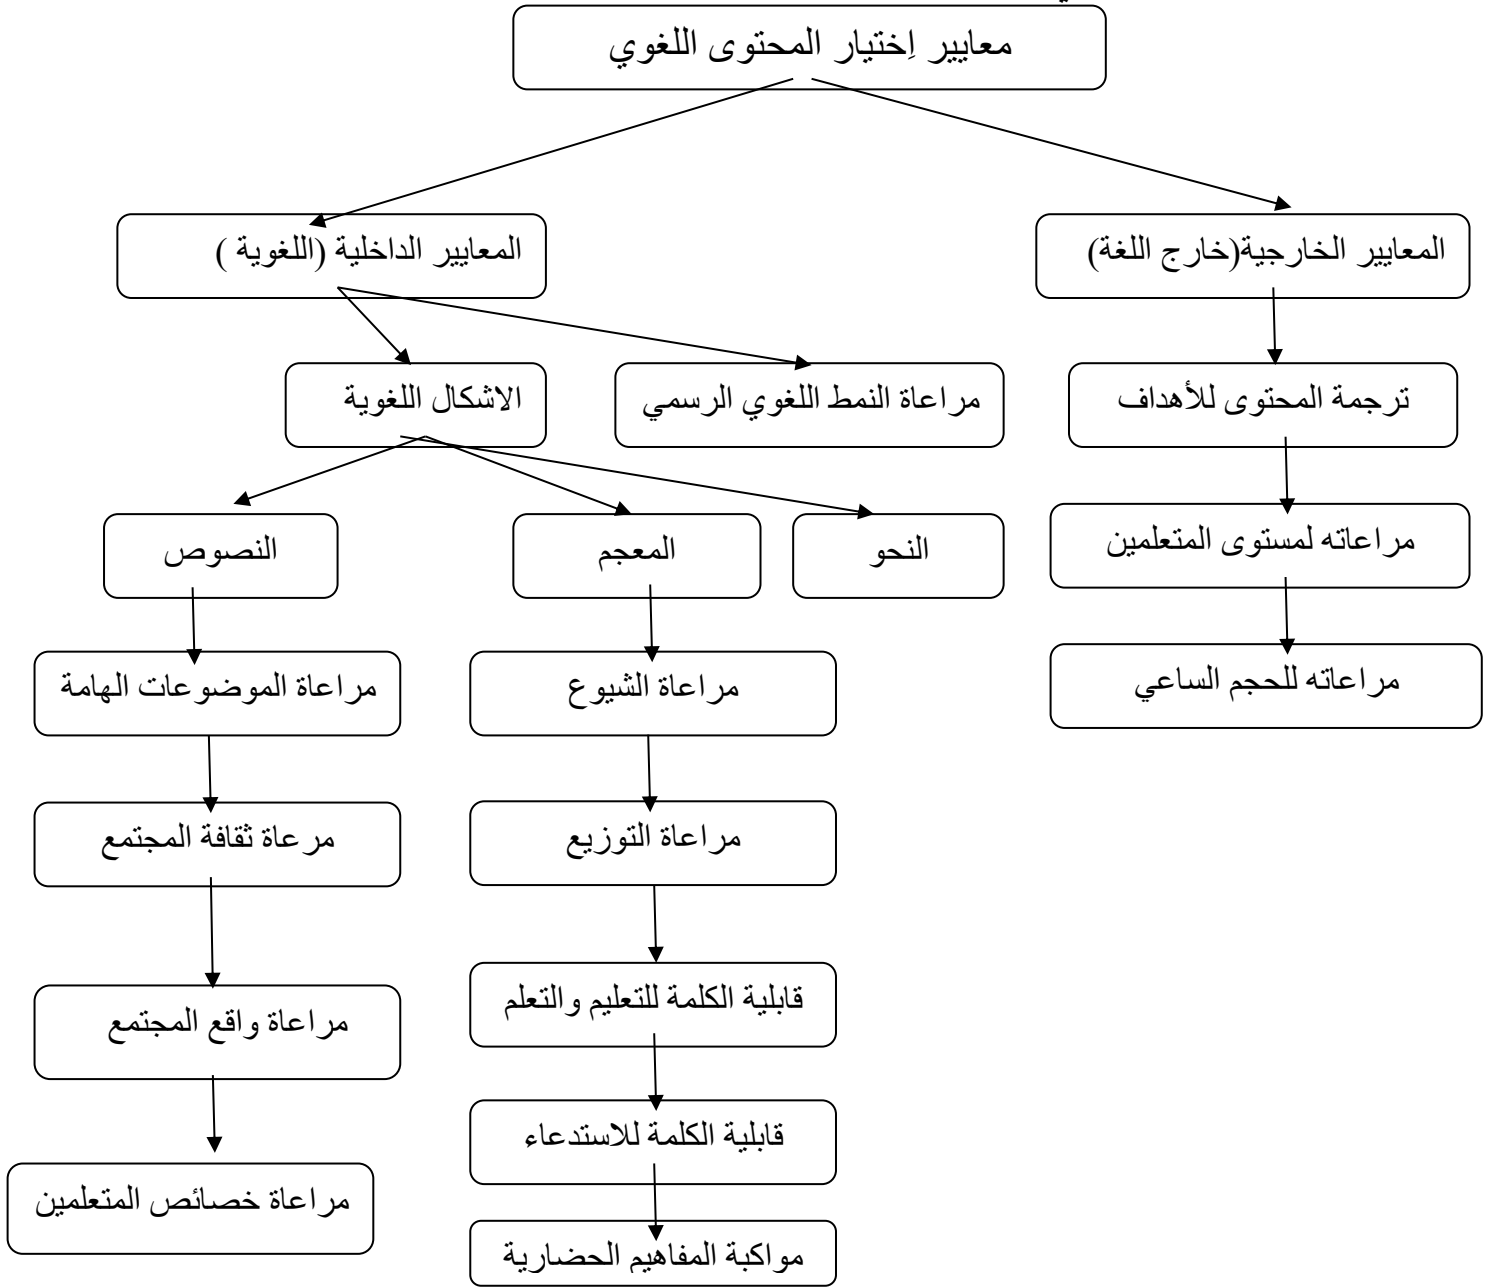 معايير اِختيار المحتوى اللغوي
المعايير الخارجية(خارج اللغة)
المعايير الداخلية (اللغوية )
ترجمة المحتوى للأهداف
مراعاة النمط اللغوي الرسمي
الاشكال اللغوية
مراعاته لمستوى المتعلمين
النحو
المعجم
النصوص
مراعاته للحجم الساعي
مراعاة الشيوع
مراعاة الموضوعات الهامة
مراعاة التوزيع
مرعاة ثقافة المجتمع
قابلية الكلمة للتعليم والتعلم
مراعاة واقع المجتمع
قابلية الكلمة للاستدعاء
مراعاة خصائص المتعلمين
مواكبة المفاهيم الحضارية